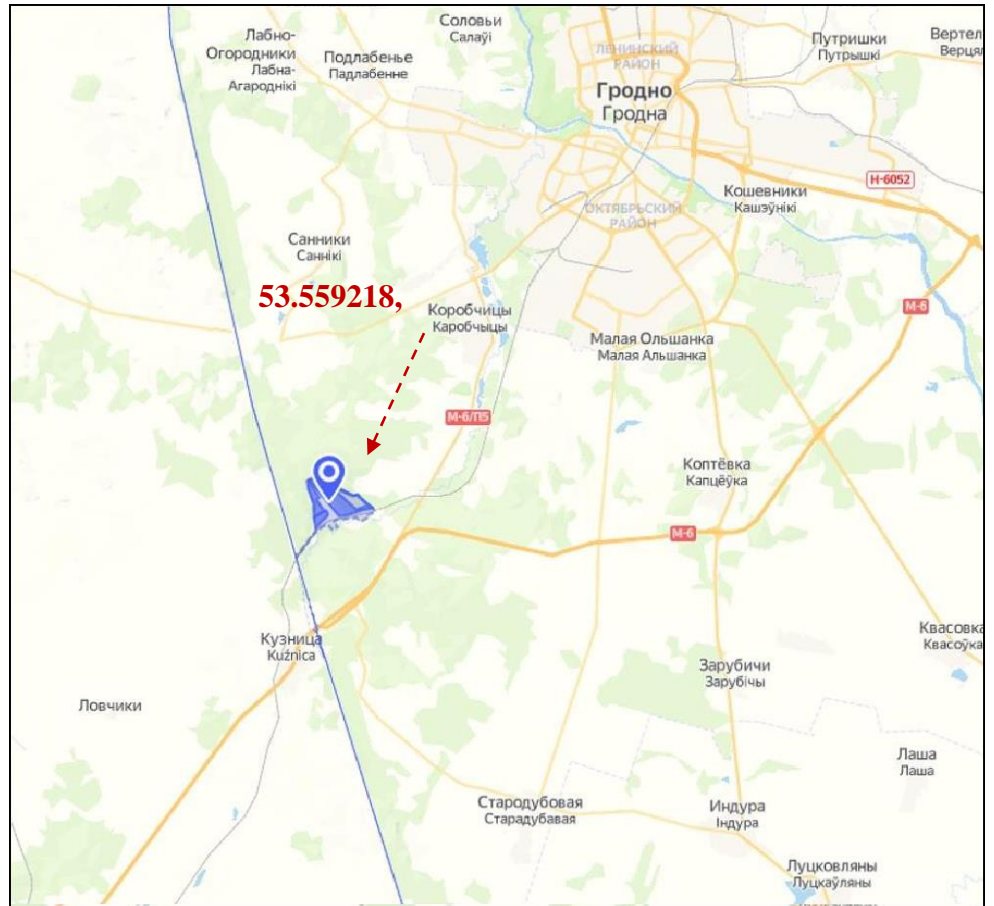 Соловьи
Салаўі
Лабно-
Огородники
Лабна-
Агароднікі
Подлабенье
Падлабенне
ЛЕНИНСКИЙ
РАЙОН
Путришки
Путрышкі
Вертел
Верцял
Гродно
Гродна
Н-6052
Кошевники
Кашэўнікі
ОКТЯБРЬСКИЙ
РАЙОН
Санники
Саннікі
53.559218,
Коробчицы
Каробчыцы
М-6
Малая Ольшанка
Малая Альшанка
М-6/П5
Коптёвка
Капцёўка
М-6
Кузница
Kuźnica
Квасовка
Квасоўка
Зарубичи
Зарубічы
Ловчики
Лаша
Лаша
Стародубовая
Старадубавая
Индура
Індура
Луцковляны
Луцкаўляны